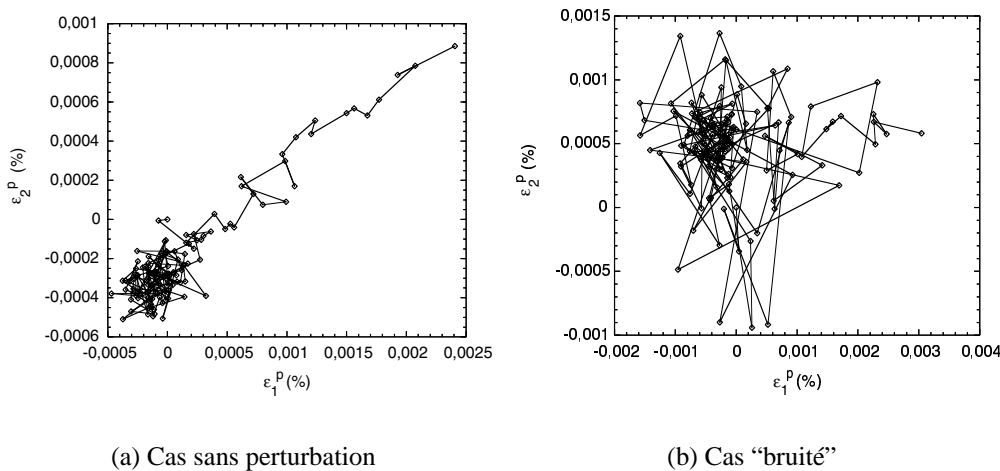 (a)
0,001
0,0008
0,0006
0,0004
0,0002
0
-0,0002
-0,0004
-0,0006
ε₂ᵖ (%)
-0,0005 0 0,0005 0,001 0,0015 0,002 0,0025
ε₁ᵖ (%)
(b)
0,0015
0,001
0,0005
0
-0,0005
-0,001
ε₂ᵖ (%)
-0,002 -0,001 0 0,001 0,002 0,003 0,004
ε₁ᵖ (%)
(a) Cas sans perturbation
(b) Cas “bruité”